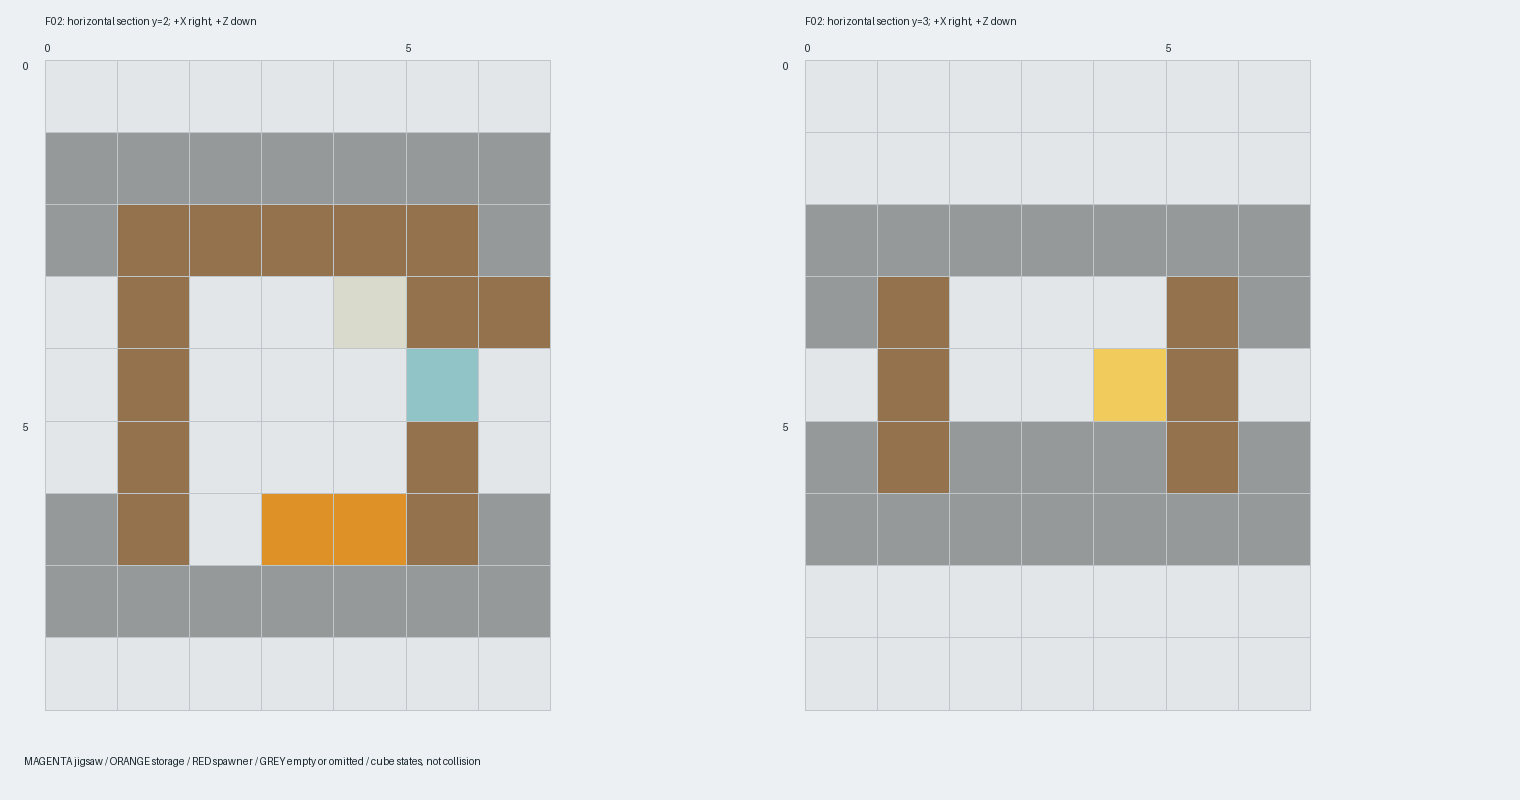 F02: horizontal section y=2; +X right, +Z down
0 5
0
5
F02: horizontal section y=3; +X right, +Z down
0 5
0
5
MAGENTA jigsaw / ORANGE storage / RED spawner / GREY empty or omitted / cube states, not collision